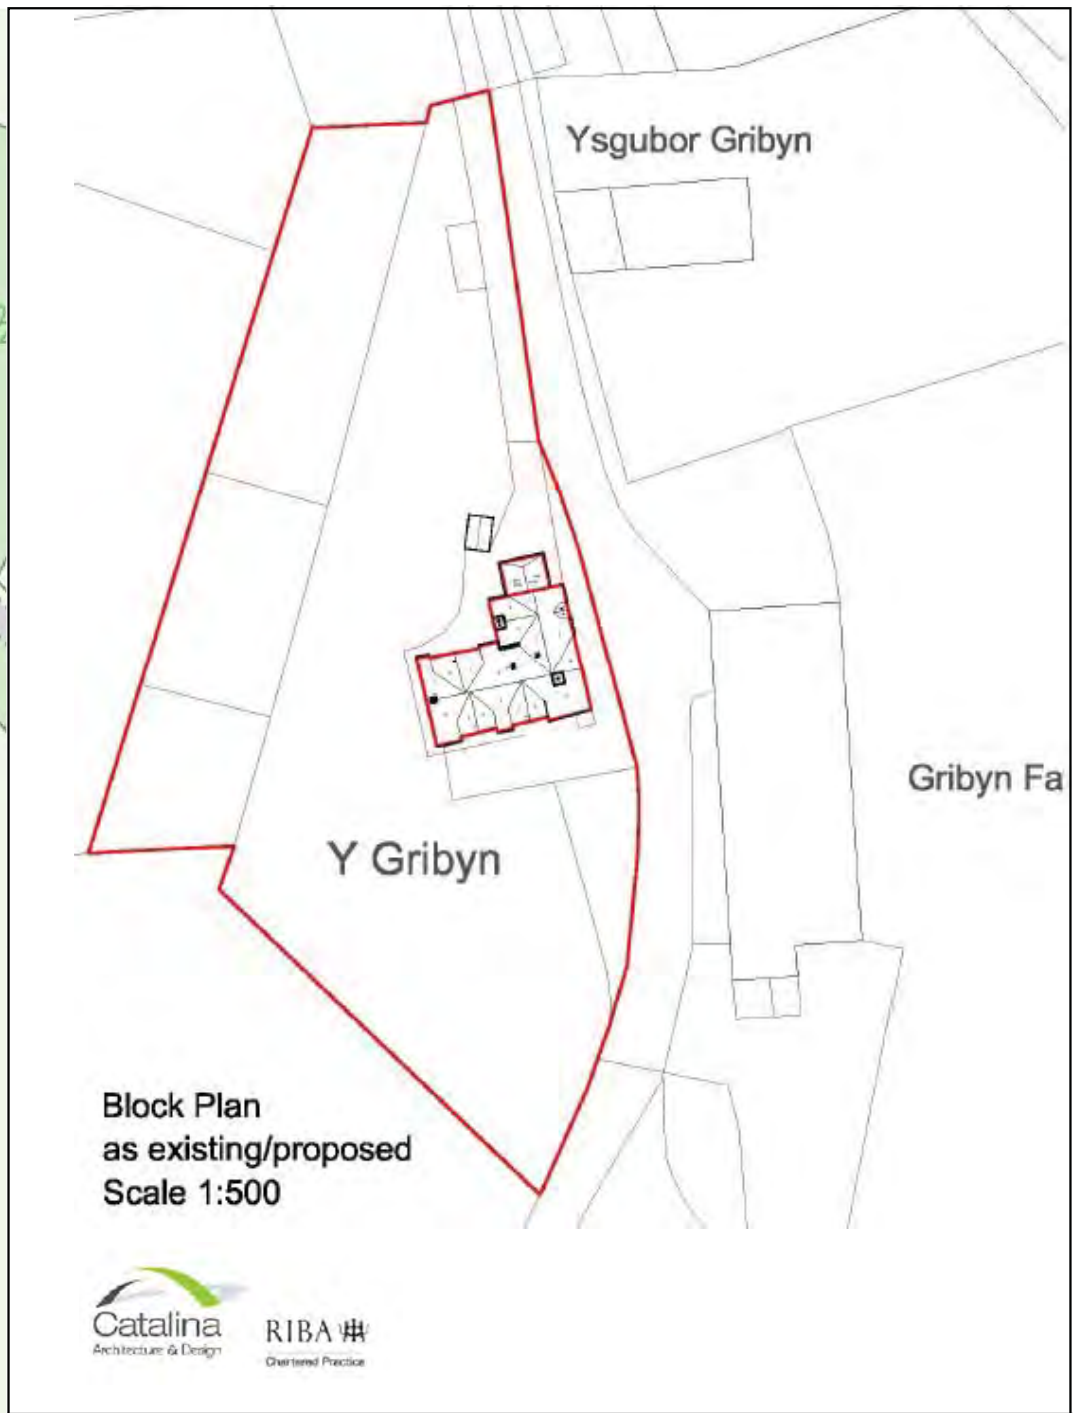 Ysgubor Gribyn
Gribyn Fa
Y Gribyn
Block Plan
as existing/proposed
Scale 1:500
Catalina
Architecture & Design
RIBA
Chartered Practice